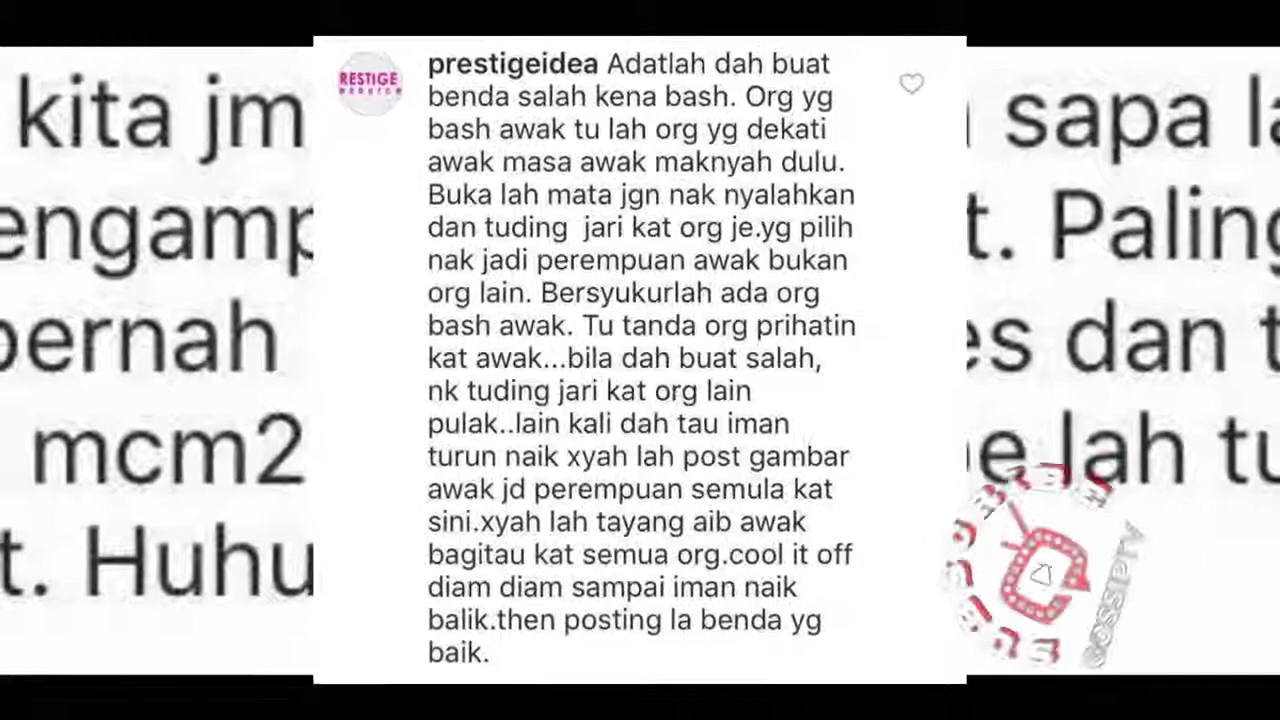 prestigeidea Adatlah dah buat
benda salah kena bash. Org yg
bash awak tu lah org yg dekati
awak masa awak maknyah dulu.
Buka lah mata jgn nak nyalahkan
dan tuding jari kat org je.yg pilih
nak jadi perempuan awak bukan
org lain. Bersyukurlah ada org
bash awak. Tu tanda org prihatin
kat awak...bila dah buat salah,
nk tuding jari kat org lain
pulak..lain kali dah tau iman
turun naik xyah lah post gambar
awak jd perempuan semula kat
sini.xyah lah tayang aib awak
bagitau kat semua org.cool it off
diam diam sampai iman naik
balik.then posting la benda yg
baik.
RESTIGE
kita jm
engamp
pernah
mcm2
t. Huhu
sapa la
t. Paling
es dan t
e lah tu
GOSSIPTV